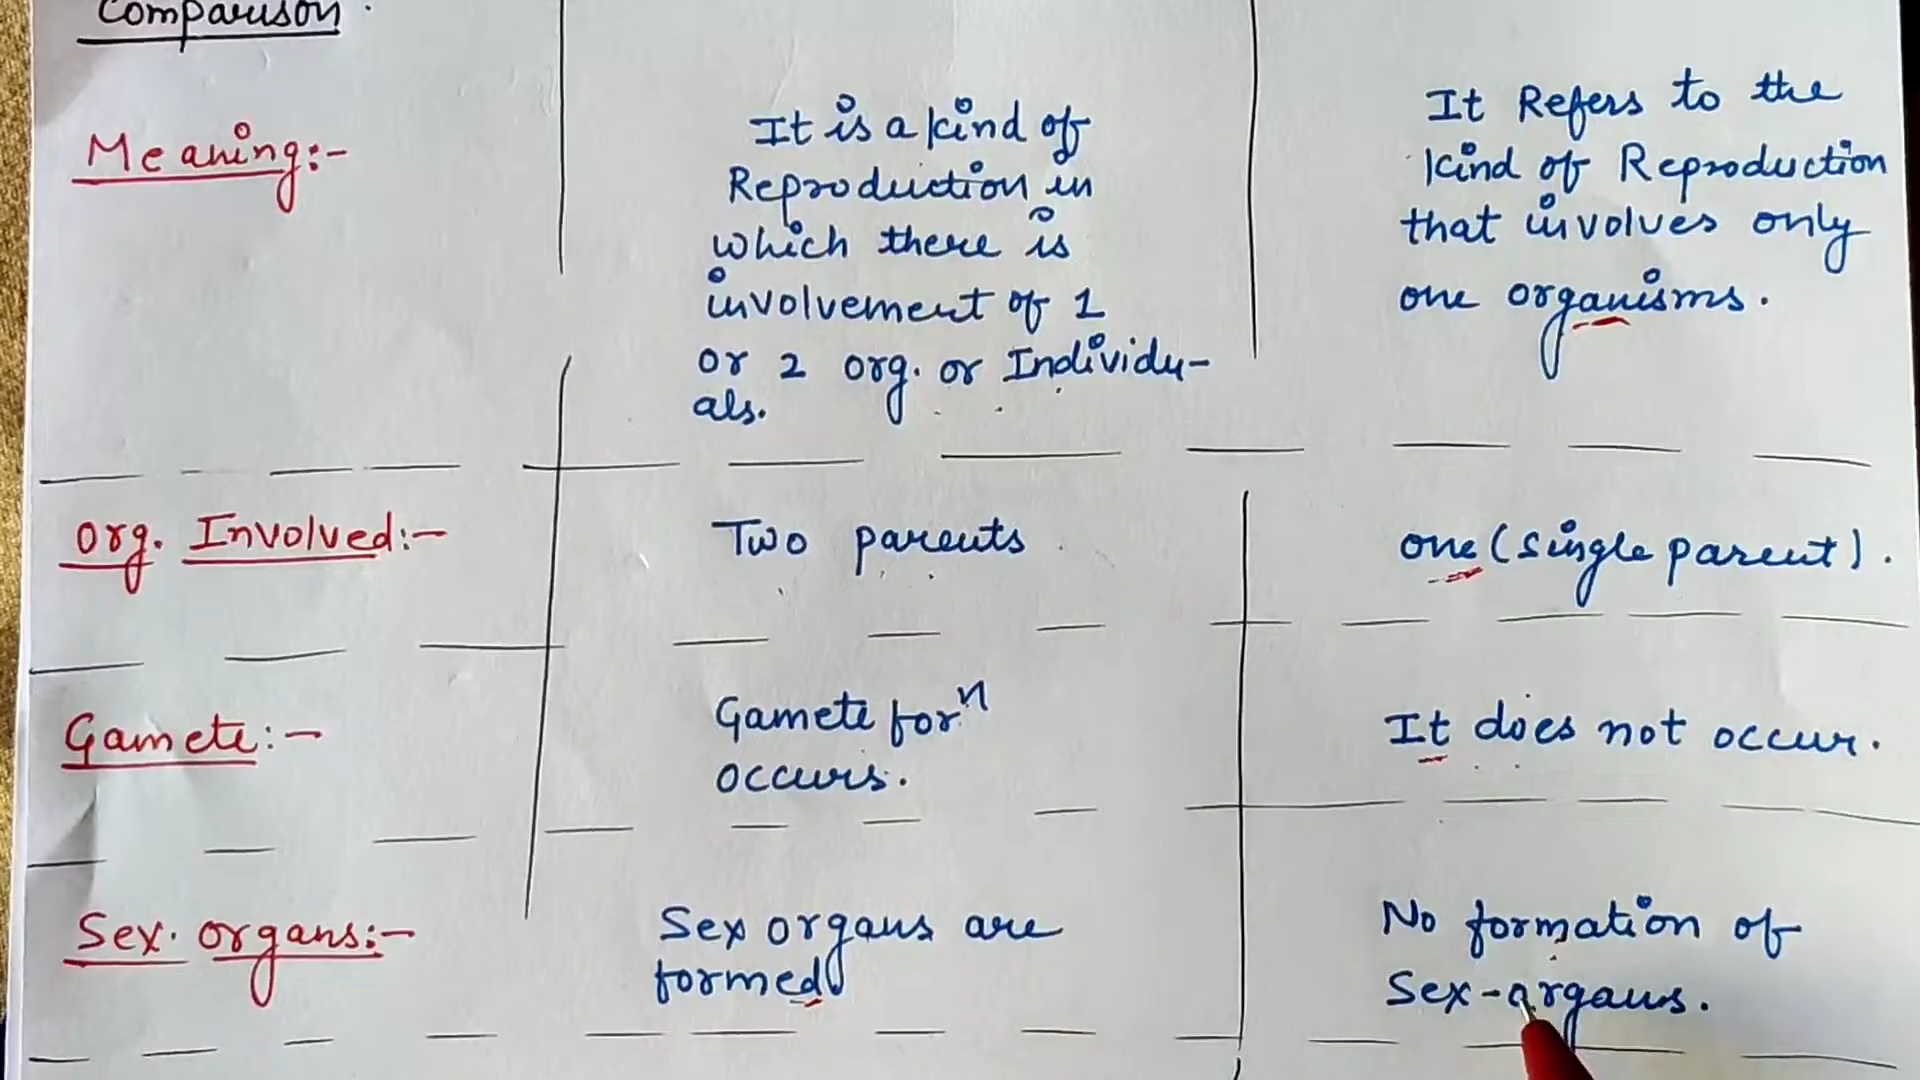 Comparison.
Meaning:-
It is a kind of
Reproduction in
which there is
involvement of 1
or 2 org. or Individu-
als.
It Refers to the
kind of Reproduction
that involves only
one organisms.
Org. Involved:-
Two parents
one (single parent).
Gamete:-
Gamete forn
occurs.
It does not occur.
Sex. organs:-
Sex organs are
formed
No formation of
Sex-organs.